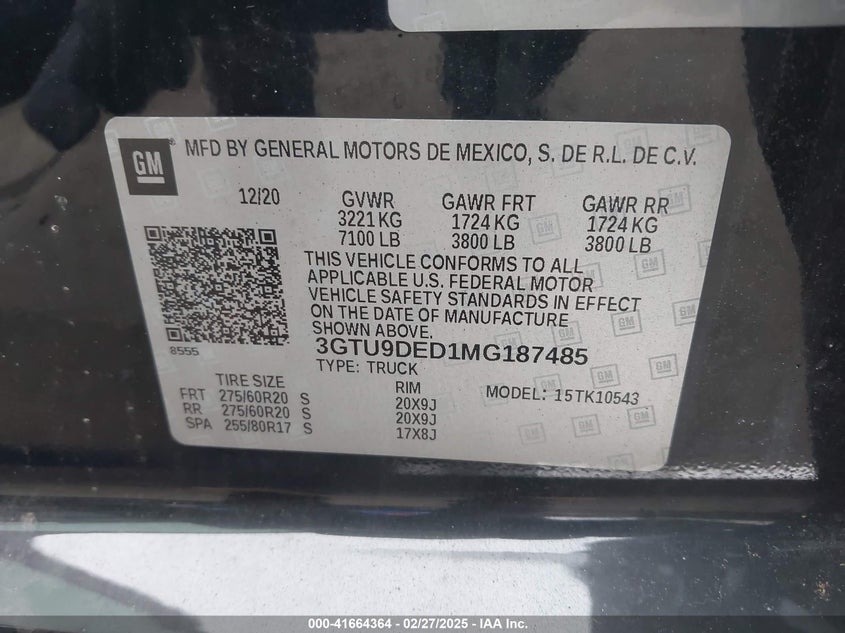 GM
MFD BY GENERAL MOTORS DE MEXICO, S. DE R.L. DE C.V.
12/20 GVWR GAWR FRT GAWR RR
3221 KG 1724 KG 1724 KG
7100 LB 3800 LB 3800 LB
THIS VEHICLE CONFORMS TO ALL
APPLICABLE U.S. FEDERAL MOTOR
VEHICLE SAFETY STANDARDS IN EFFECT
ON THE DATE OF MANUFACTURE
SHOWN ABOVE.
8555
3GTU9DED1MG187485
TYPE: TRUCK
TIRE SIZE RIM MODEL: 15TK10543
FRT 275/60R20 S 20X9J
RR 275/60R20 S 20X9J
SPA 255/80R17 S 17X8J
000-41664364 | 02/27/2025 - IAA Inc.